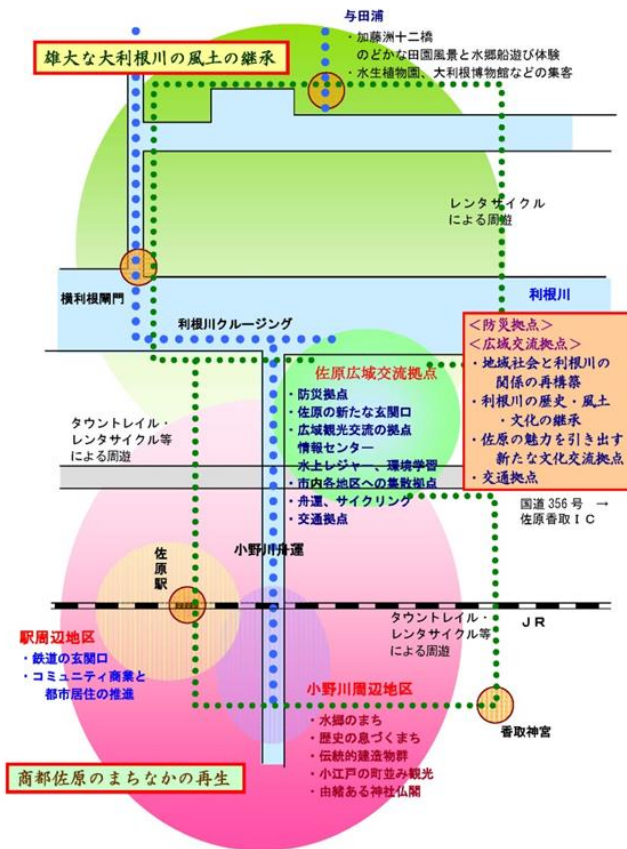 与田浦
・加藤洲十二橋
のどかな田園風景と水郷船遊び体験
・水生植物園、大利根博物館などの集客
雄大な大利根川の風土の継承
レンタサイクル
による周遊
横利根閘門
利根川
利根川クルージング
佐原広域交流拠点
・防災拠点
・佐原の新たな玄関口
・広域観光交流の拠点
情報センター
水上レジャー、環境学習
・市内各地区への集散拠点
・舟運、サイクリング
・交通拠点
＜防災拠点＞
＜広域交流拠点＞
・地域社会と利根川の
関係の再構築
・利根川の歴史・風土
・文化の継承
・佐原の魅力を引き出す
新たな文化交流拠点
・交通拠点
タウントレイル・
レンタサイクル等
による周遊
国道356号 →
佐原香取ＩＣ
小野川舟運
佐原駅
ＪＲ
タウントレイル・
レンタサイクル等
による周遊
駅周辺地区
・鉄道の玄関口
・コミュニティ商業と
都市居住の推進
小野川周辺地区
・水郷のまち
・歴史の息づくまち
・伝統的建造物群
・小江戸の町並み観光
・由緒ある神社仏閣
香取神宮
商都佐原のまちなかの再生